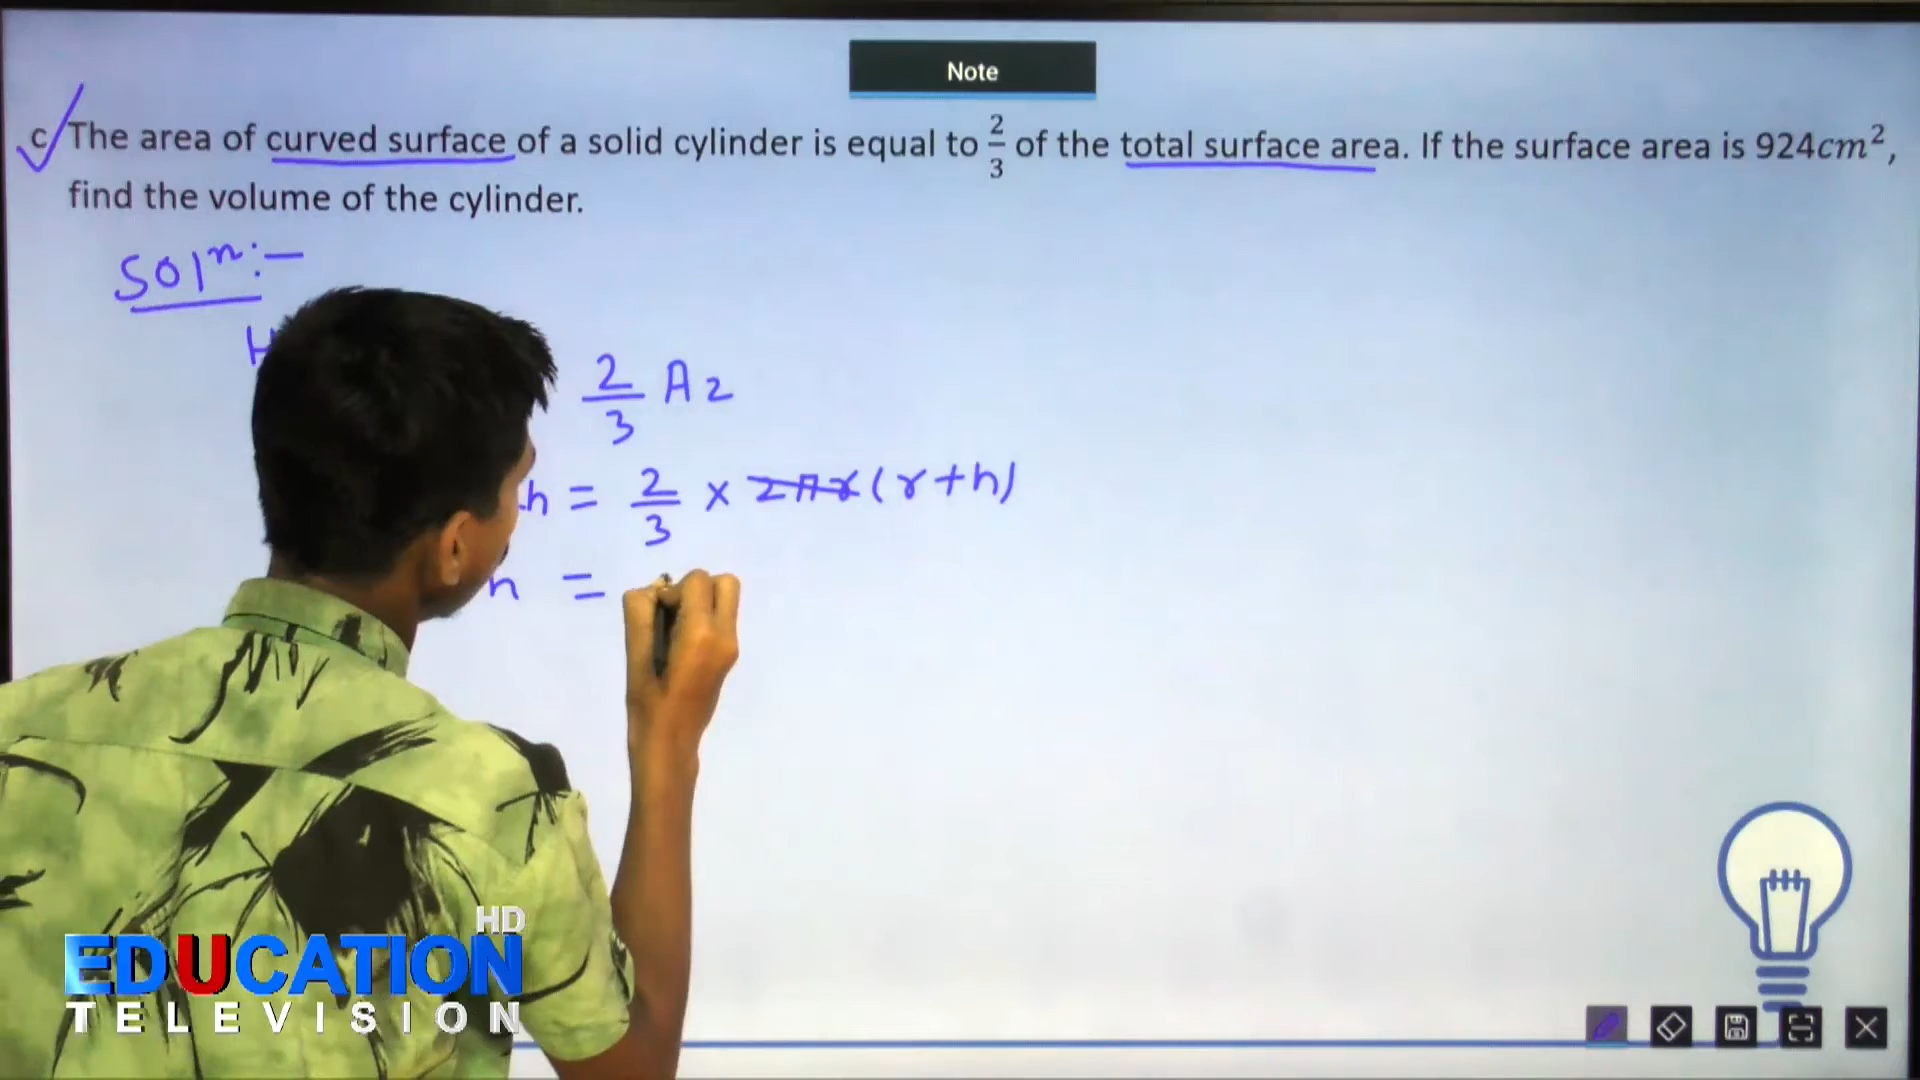 Note
c The area of curved surface of a solid cylinder is equal to 2/3 of the total surface area. If the surface area is 924cm²,
find the volume of the cylinder.
Solⁿ:-
2/3 A2
h = 2/3 × 2πr (r+h)
h =
HD
EDUCATION
TELEVISION